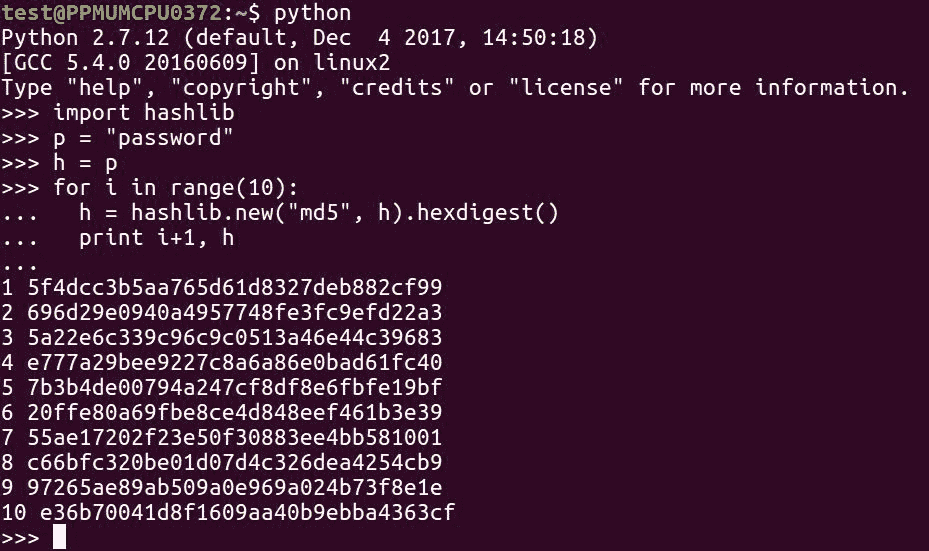 test@PPMUMCPU0372:~$ python
Python 2.7.12 (default, Dec  4 2017, 14:50:18)
[GCC 5.4.0 20160609] on linux2
Type "help", "copyright", "credits" or "license" for more information.
>>> import hashlib
>>> p = "password"
>>> h = p
>>> for i in range(10):
...   h = hashlib.new("md5", h).hexdigest()
...   print i+1, h
...
1 5f4dcc3b5aa765d61d8327deb882cf99
2 696d29e0940a4957748fe3fc9efd22a3
3 5a22e6c339c96c9c0513a46e44c39683
4 e777a29bee9227c8a6a86e0bad61fc40
5 7b3b4de00794a247cf8df8e6fbfe19bf
6 20ffe80a69fbe8ce4d848eef461b3e39
7 55ae17202f23e50f30883ee4bb581001
8 c66bfc320be01d07d4c326dea4254cb9
9 97265ae89ab509a0e969a024b73f8e1e
10 e36b70041d8f1609aa40b9ebba4363cf
>>>